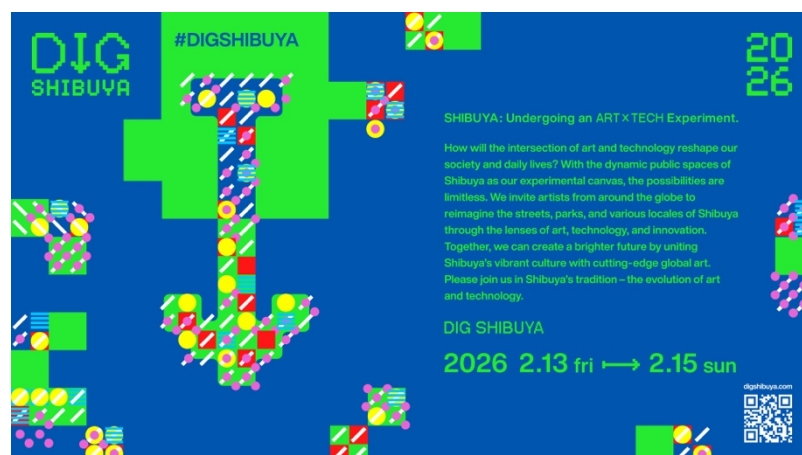 DIG
SHIBUYA
#DIGSHIBUYA
20
26
SHIBUYA: Undergoing an ART×TECH Experiment.
How will the intersection of art and technology reshape our
society and daily lives? With the dynamic public spaces of
Shibuya as our experimental canvas, the possibilities are
limitless. We invite artists from around the globe to
reimagine the streets, parks, and various locales of Shibuya
through the lenses of art, technology, and innovation.
Together, we can create a brighter future by uniting
Shibuya's vibrant culture with cutting-edge global art.
Please join us in Shibuya's tradition – the evolution of art
and technology.
DIG SHIBUYA
2026 2.13 fri ⟼ 2.15 sun
digshibuya.com